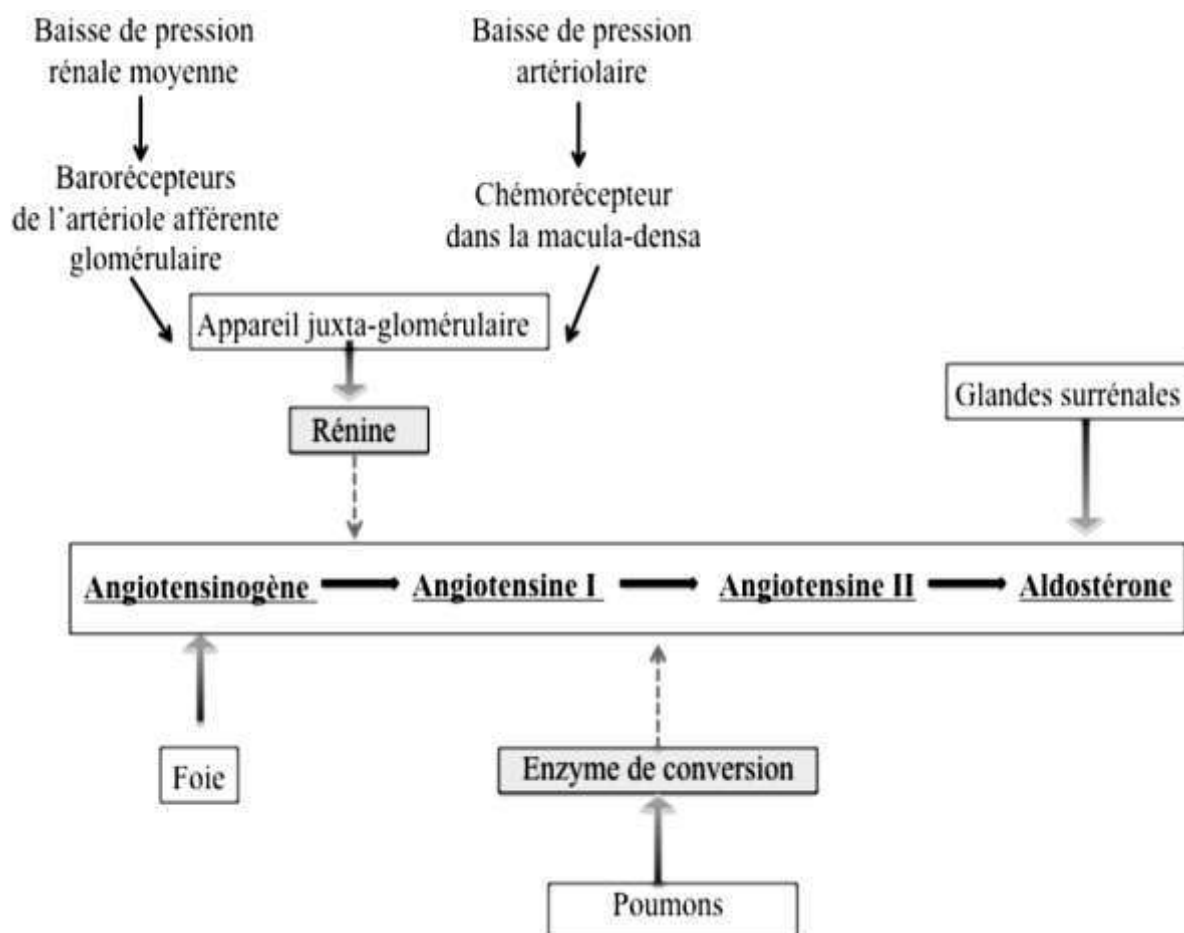 Baisse de pression
rénale moyenne
Baisse de pression
artériolaire
Barorécepteurs
de l'artériole afférente
glomérulaire
Chémorécepteur
dans la macula-densa
Appareil juxta-glomérulaire
Rénine
Glandes surrénales
Angiotensinogène Angiotensine I Angiotensine II Aldostérone
Foie
Enzyme de conversion
Poumons